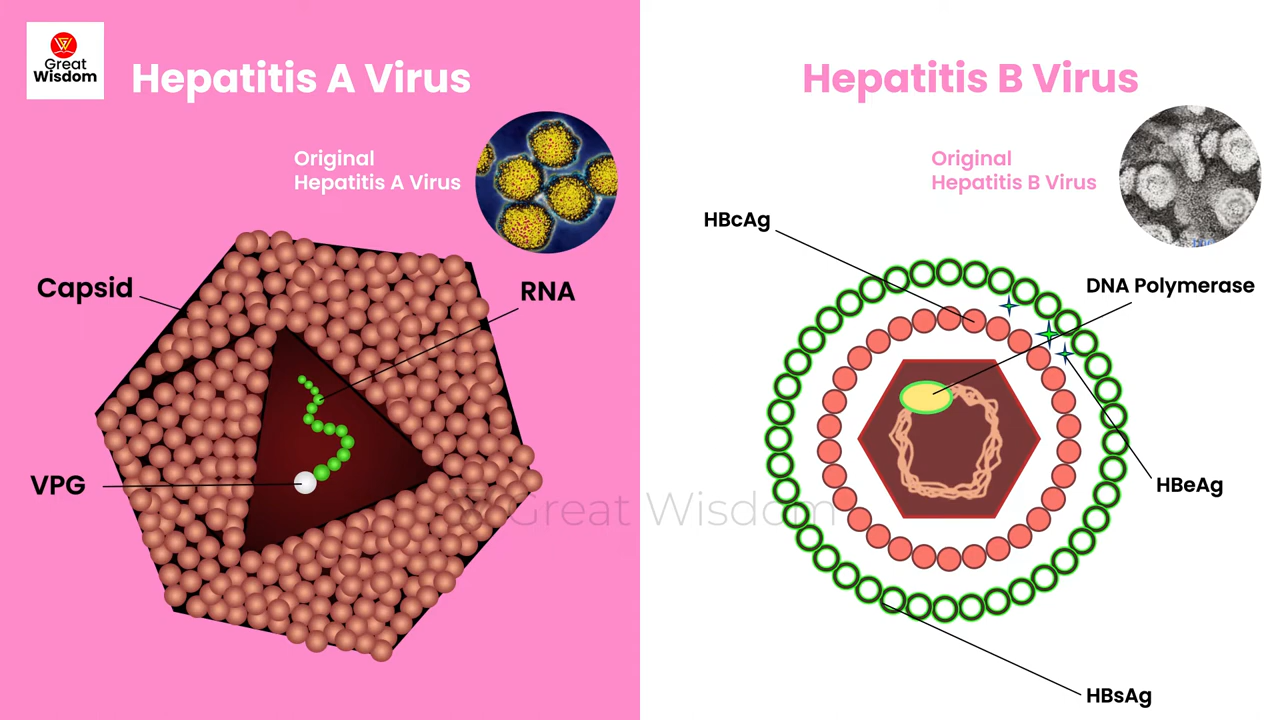 Great
Wisdom
Hepatitis A Virus
Original
Hepatitis A Virus
Capsid
RNA
VPG
Hepatitis B Virus
Original
Hepatitis B Virus
HBcAg
DNA Polymerase
HBeAg
HBsAg
Great Wisdom